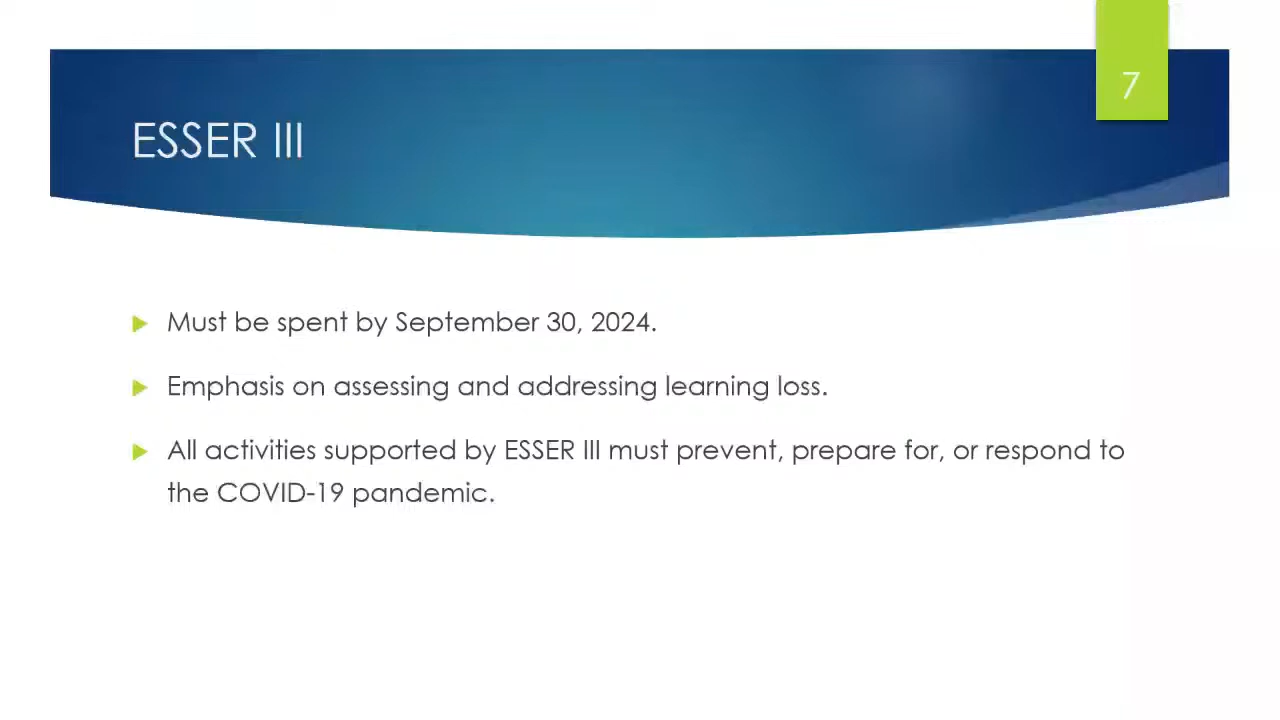 7
ESSER III
Must be spent by September 30, 2024.
Emphasis on assessing and addressing learning loss.
All activities supported by ESSER III must prevent, prepare for, or respond to
the COVID-19 pandemic.